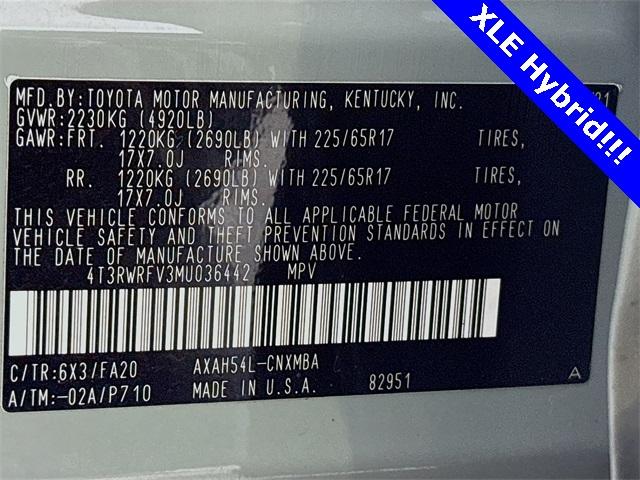 XLE Hybrid!!!
MFD.BY:TOYOTA MOTOR MANUFACTURING, KENTUCKY, INC.
GVWR:2230KG (4920LB)
GAWR:FRT. 1220KG (2690LB) WITH 225/65R17 TIRES,
17X7.0J RIMS.
RR. 1220KG (2690LB) WITH 225/65R17 TIRES,
17X7.0J RIMS.
THIS VEHICLE CONFORMS TO ALL APPLICABLE FEDERAL MOTOR
VEHICLE SAFETY AND THEFT PREVENTION STANDARDS IN EFFECT ON
THE DATE OF MANUFACTURE SHOWN ABOVE.
4T3RWRFV3MU036442 MPV
C/TR:6X3/FA20 AXAH54L-CNXMBA
A/TM:-02A/P710 MADE IN U.S.A. 82951 A